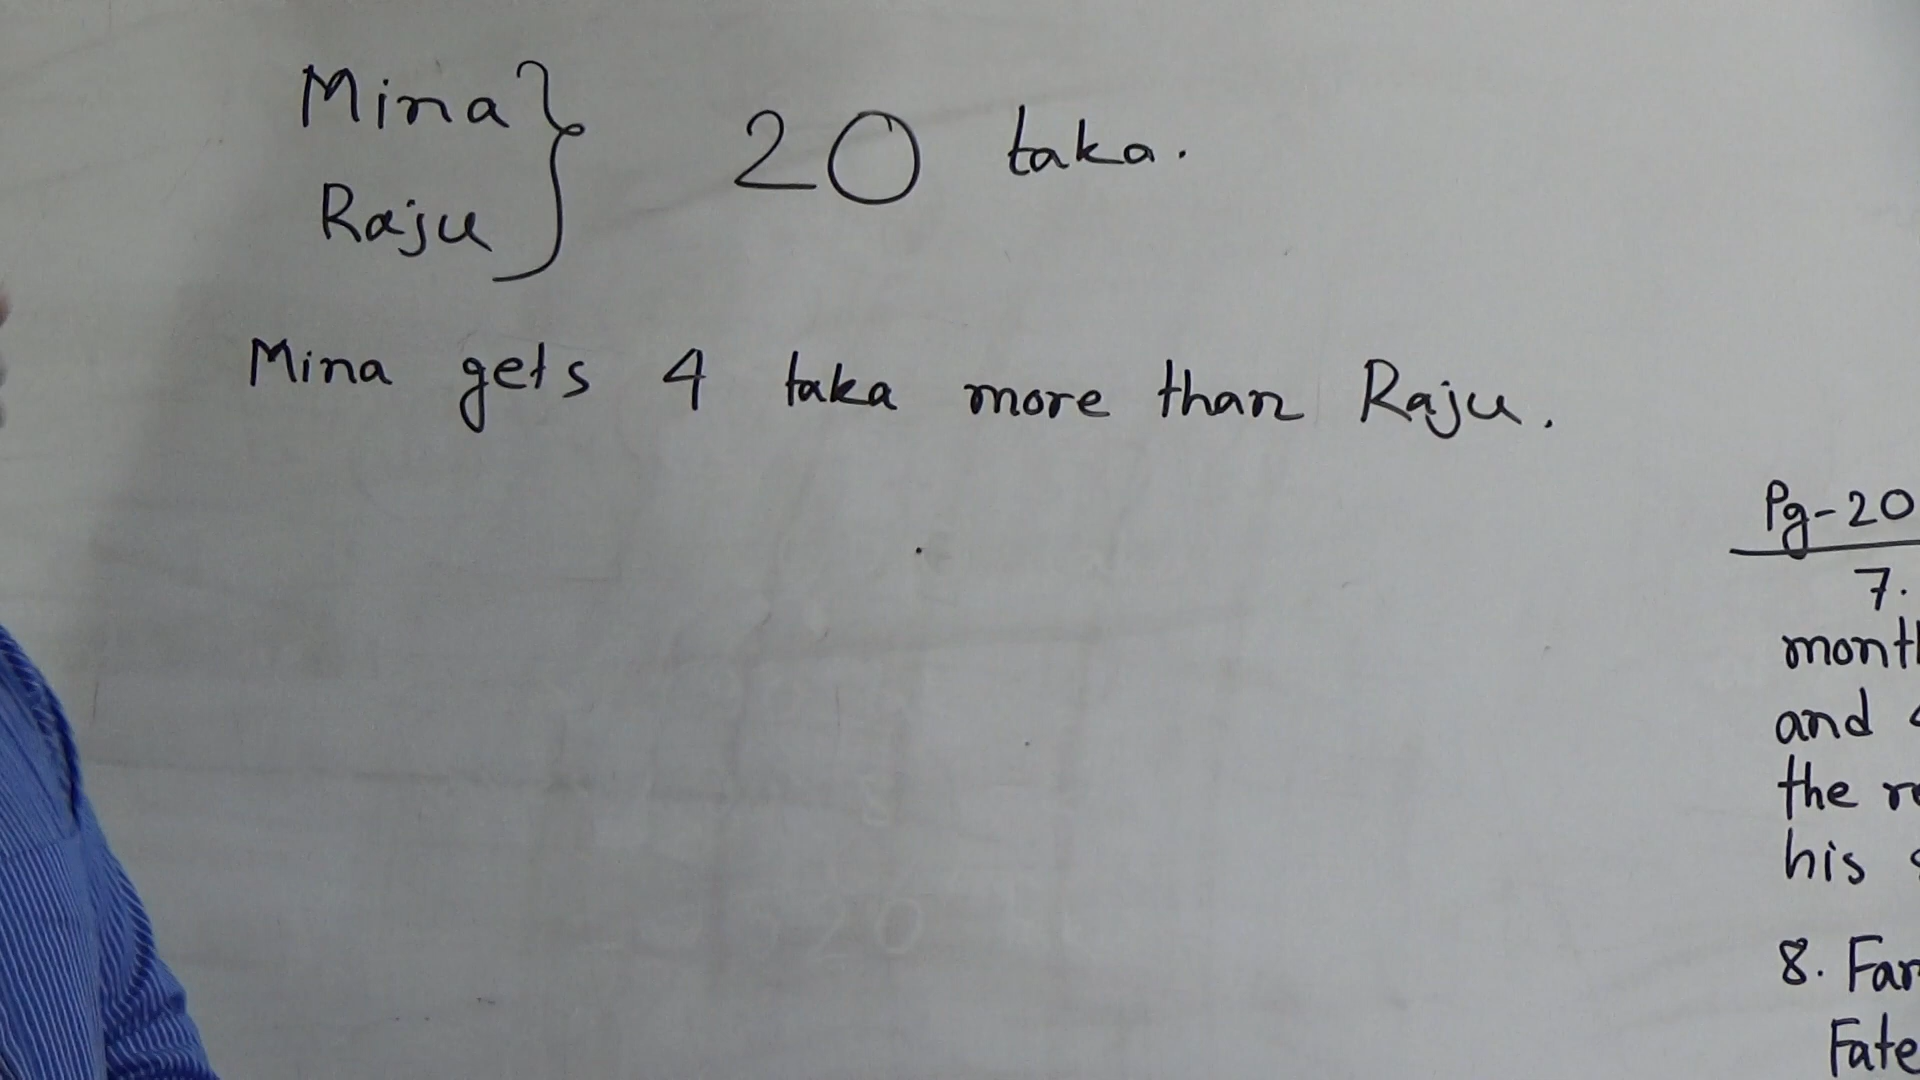 Mina
Raju } 20 taka.
Mina gets 4 taka more than Raju.
Pg-20
7.
and
the
his
8.